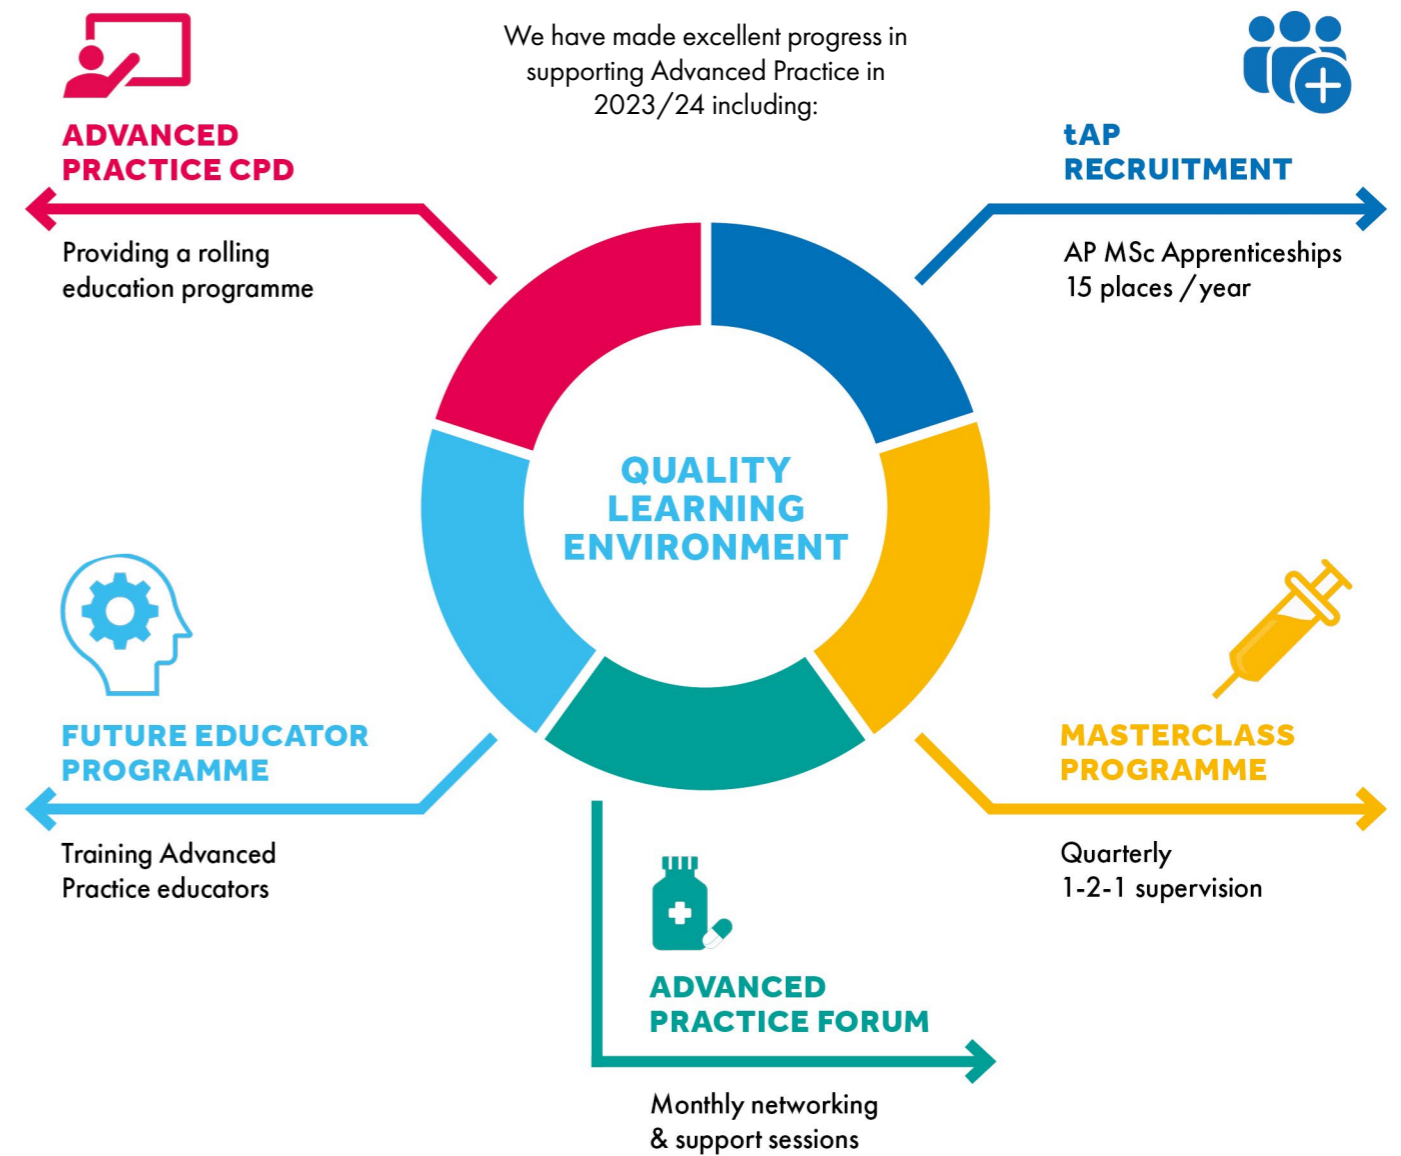 We have made excellent progress in
supporting Advanced Practice in
2023/24 including:
ADVANCED
PRACTICE CPD
Providing a rolling
education programme
tAP
RECRUITMENT
AP MSc Apprenticeships
15 places /year
QUALITY
LEARNING
ENVIRONMENT
FUTURE EDUCATOR
PROGRAMME
Training Advanced
Practice educators
MASTERCLASS
PROGRAMME
Quarterly
1-2-1 supervision
ADVANCED
PRACTICE FORUM
Monthly networking
& support sessions